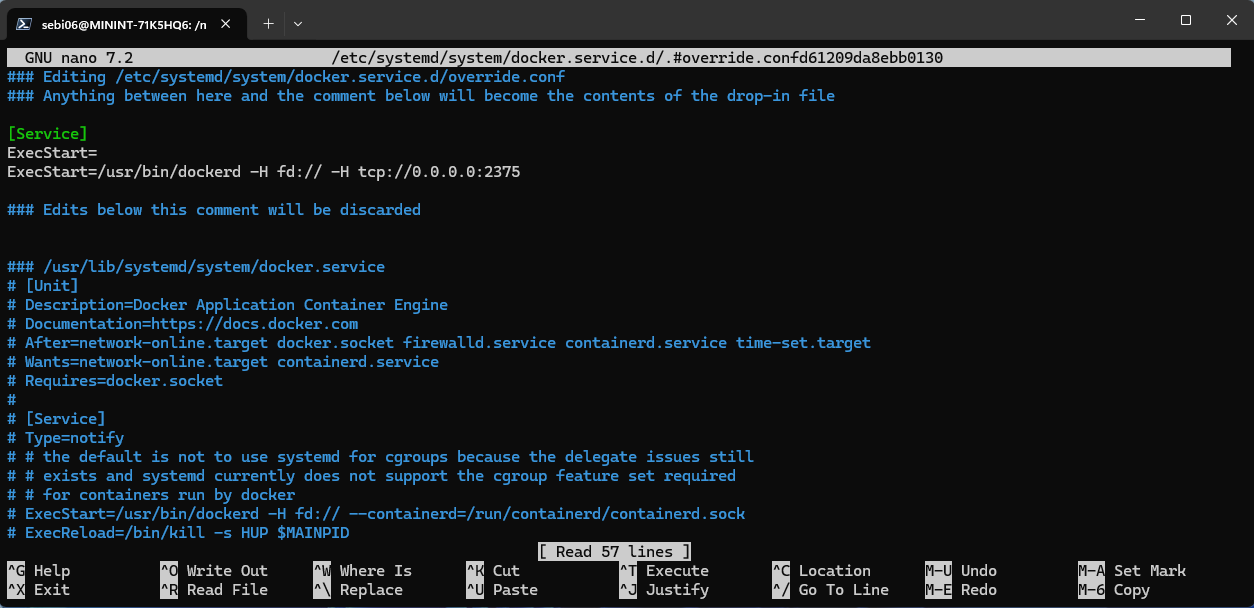 sebi06@MININT-71K5HQ6: /n
GNU nano 7.2 /etc/systemd/system/docker.service.d/.#override.confd61209da8ebb0130
### Editing /etc/systemd/system/docker.service.d/override.conf
### Anything between here and the comment below will become the contents of the drop-in file
[Service]
ExecStart=
ExecStart=/usr/bin/dockerd -H fd:// -H tcp://0.0.0.0:2375
### Edits below this comment will be discarded
### /usr/lib/systemd/system/docker.service
# [Unit]
# Description=Docker Application Container Engine
# Documentation=https://docs.docker.com
# After=network-online.target docker.socket firewalld.service containerd.service time-set.target
# Wants=network-online.target containerd.service
# Requires=docker.socket
#
# [Service]
# Type=notify
# # the default is not to use systemd for cgroups because the delegate issues still
# # exists and systemd currently does not support the cgroup feature set required
# # for containers run by docker
# ExecStart=/usr/bin/dockerd -H fd:// --containerd=/run/containerd/containerd.sock
# ExecReload=/bin/kill -s HUP $MAINPID
[ Read 57 lines ]
^G Help ^O Write Out ^W Where Is ^K Cut ^T Execute ^C Location M-U Undo M-A Set Mark
^X Exit ^R Read File ^\ Replace ^U Paste ^J Justify ^/ Go To Line M-E Redo M-6 Copy